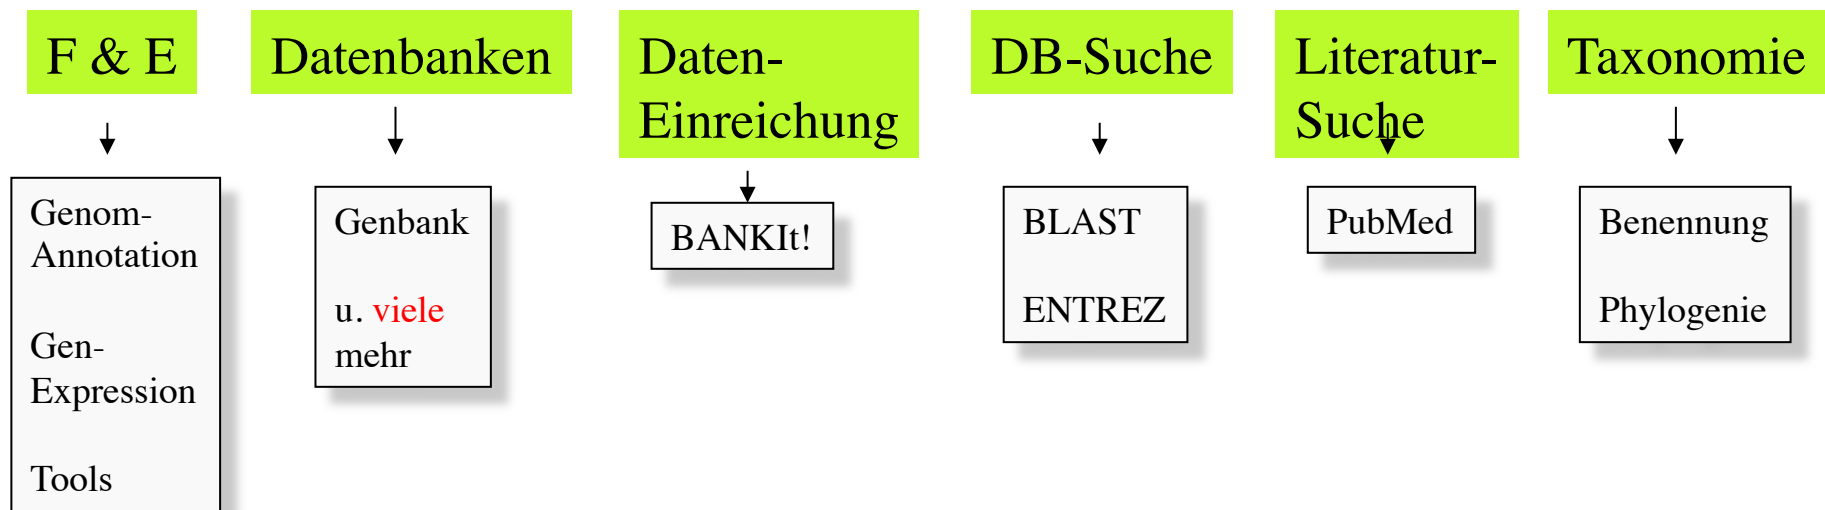 F & E
Genom-
Annotation
Gen-
Expression
Tools
Datenbanken
Genbank
u. viele
mehr
Daten-
Einreichung
BANKIt!
DB-Suche
BLAST
ENTREZ
Literatur-
Suche
PubMed
Taxonomie
Benennung
Phylogenie